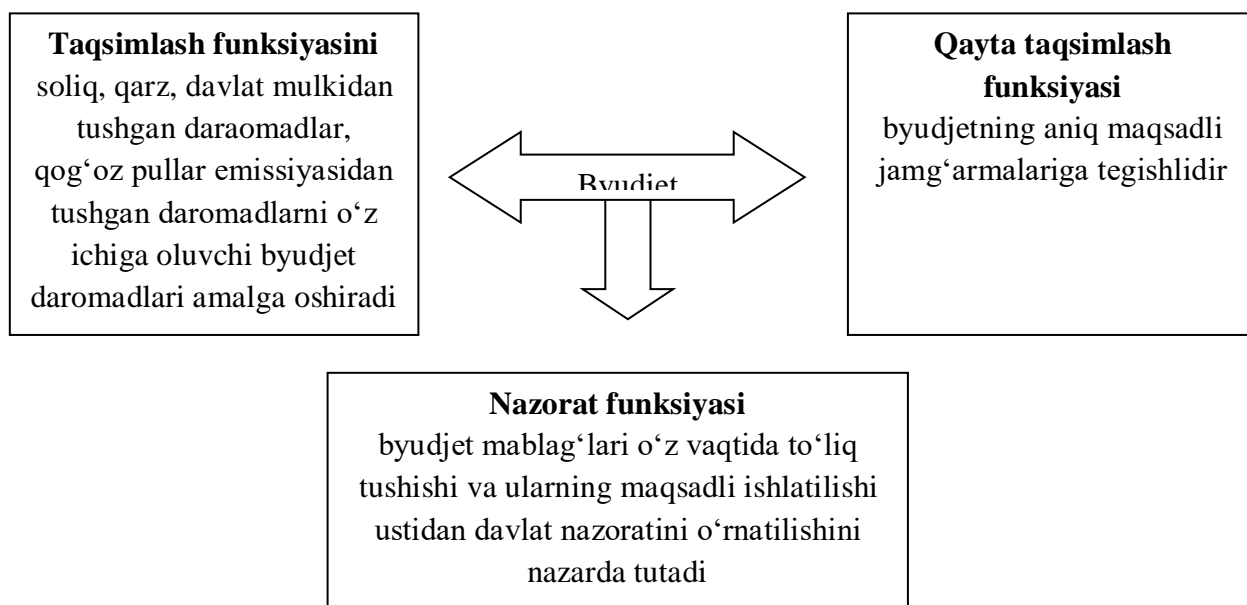 Taqsimlash funksiyasini
soliq, qarz, davlat mulkidan
tushgan daraomadlar,
qog‘oz pullar emissiyasidan
tushgan daromadlarni o‘z
ichiga oluvchi byudjet
daromadlari amalga oshiradi
Byudjet
Qayta taqsimlash
funksiyasi
byudjetning aniq maqsadli
jamg‘armalariga tegishlidir
Nazorat funksiyasi
byudjet mablag‘lari o‘z vaqtida to‘liq
tushishi va ularning maqsadli ishlatilishi
ustidan davlat nazoratini o‘rnatilishini
nazarda tutadi